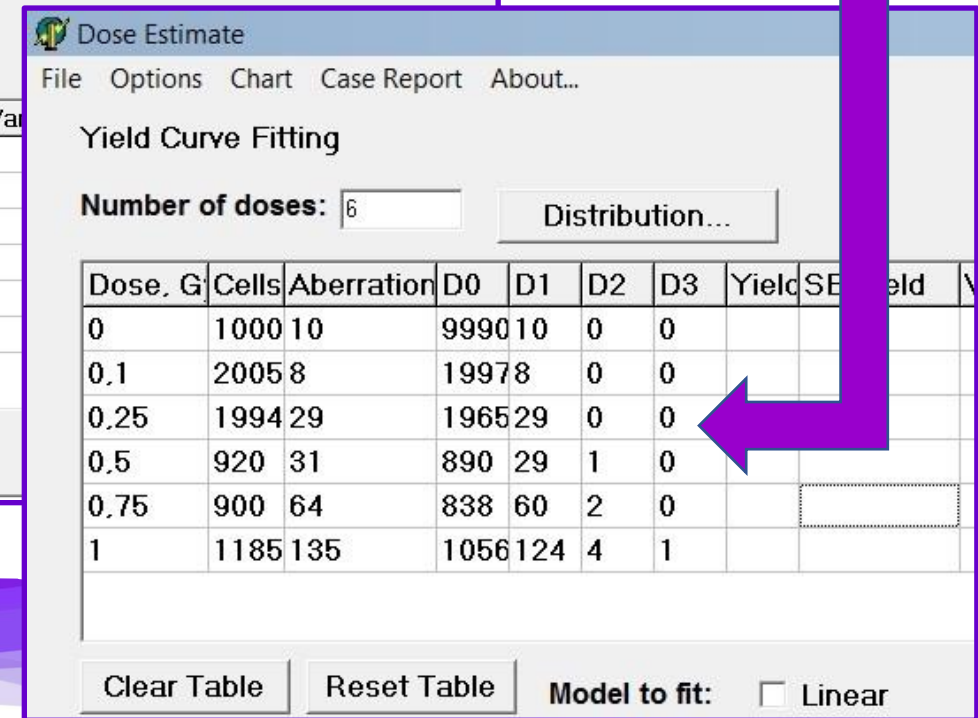 Dose Estimate
File Options Chart Case Report About...
Yield Curve Fitting
Number of doses: 6 Distribution...
Dose, G Cells Aberration D0 D1 D2 D3 Yield SE eld
0 1000 10 9990 10 0 0
0,1 2005 8 1997 8 0 0
0,25 1994 29 1965 29 0 0
0,5 920 31 890 29 1 0
0,75 900 64 838 60 2 0
1 1185 135 1056 124 4 1
Clear Table Reset Table Model to fit: Linear